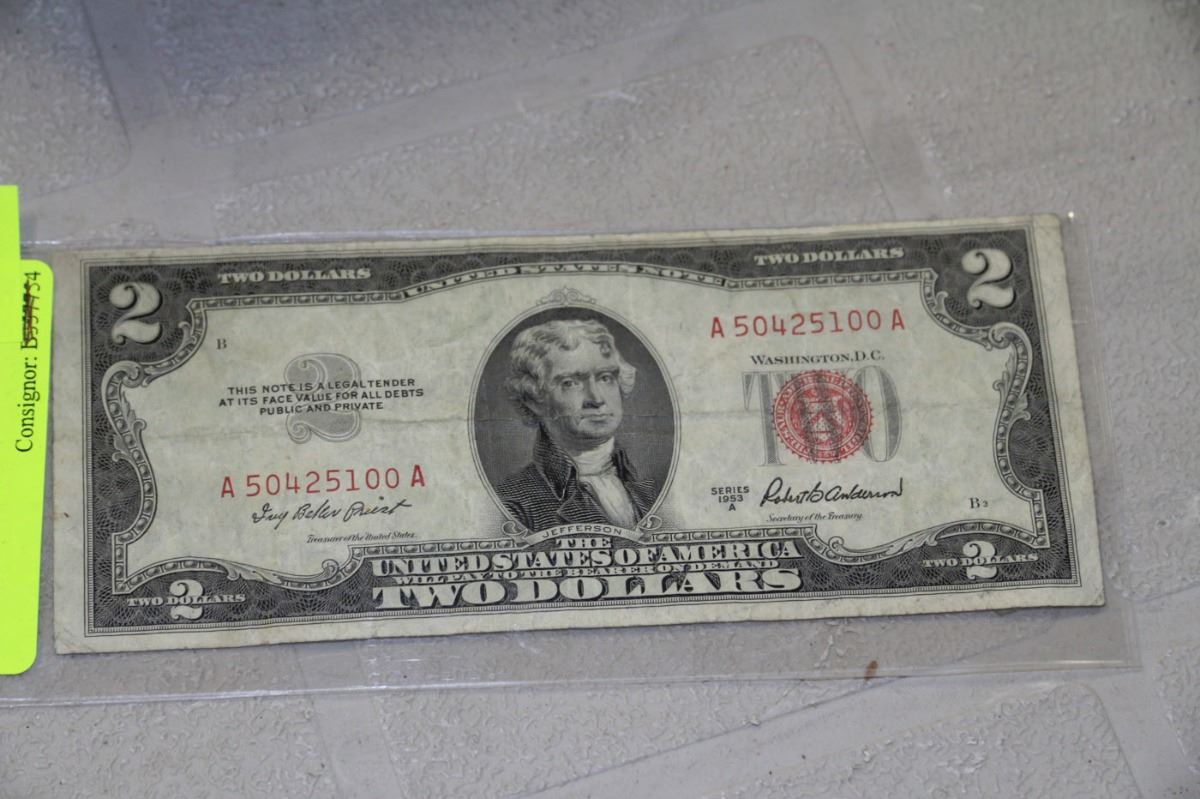 Consignor:
TWO DOLLARS
UNITED STATES NOTE
TWO DOLLARS
2
2
B
A 50425100 A
WASHINGTON, D.C.
2
THIS NOTE IS A LEGAL TENDER
AT ITS FACE VALUE FOR ALL DEBTS
PUBLIC AND PRIVATE
TWO
A 50425100 A
Ivy Baker Priest
Treasurer of the United States.
JEFFERSON
SERIES
1953
A
Robert B Anderson
Secretary of the Treasury.
B 2
THE
UNITED STATES OF AMERICA
WILL PAY TO THE BEARER ON DEMAND
TWO DOLLARS
TWO DOLLARS
2
TWO DOLLARS
2